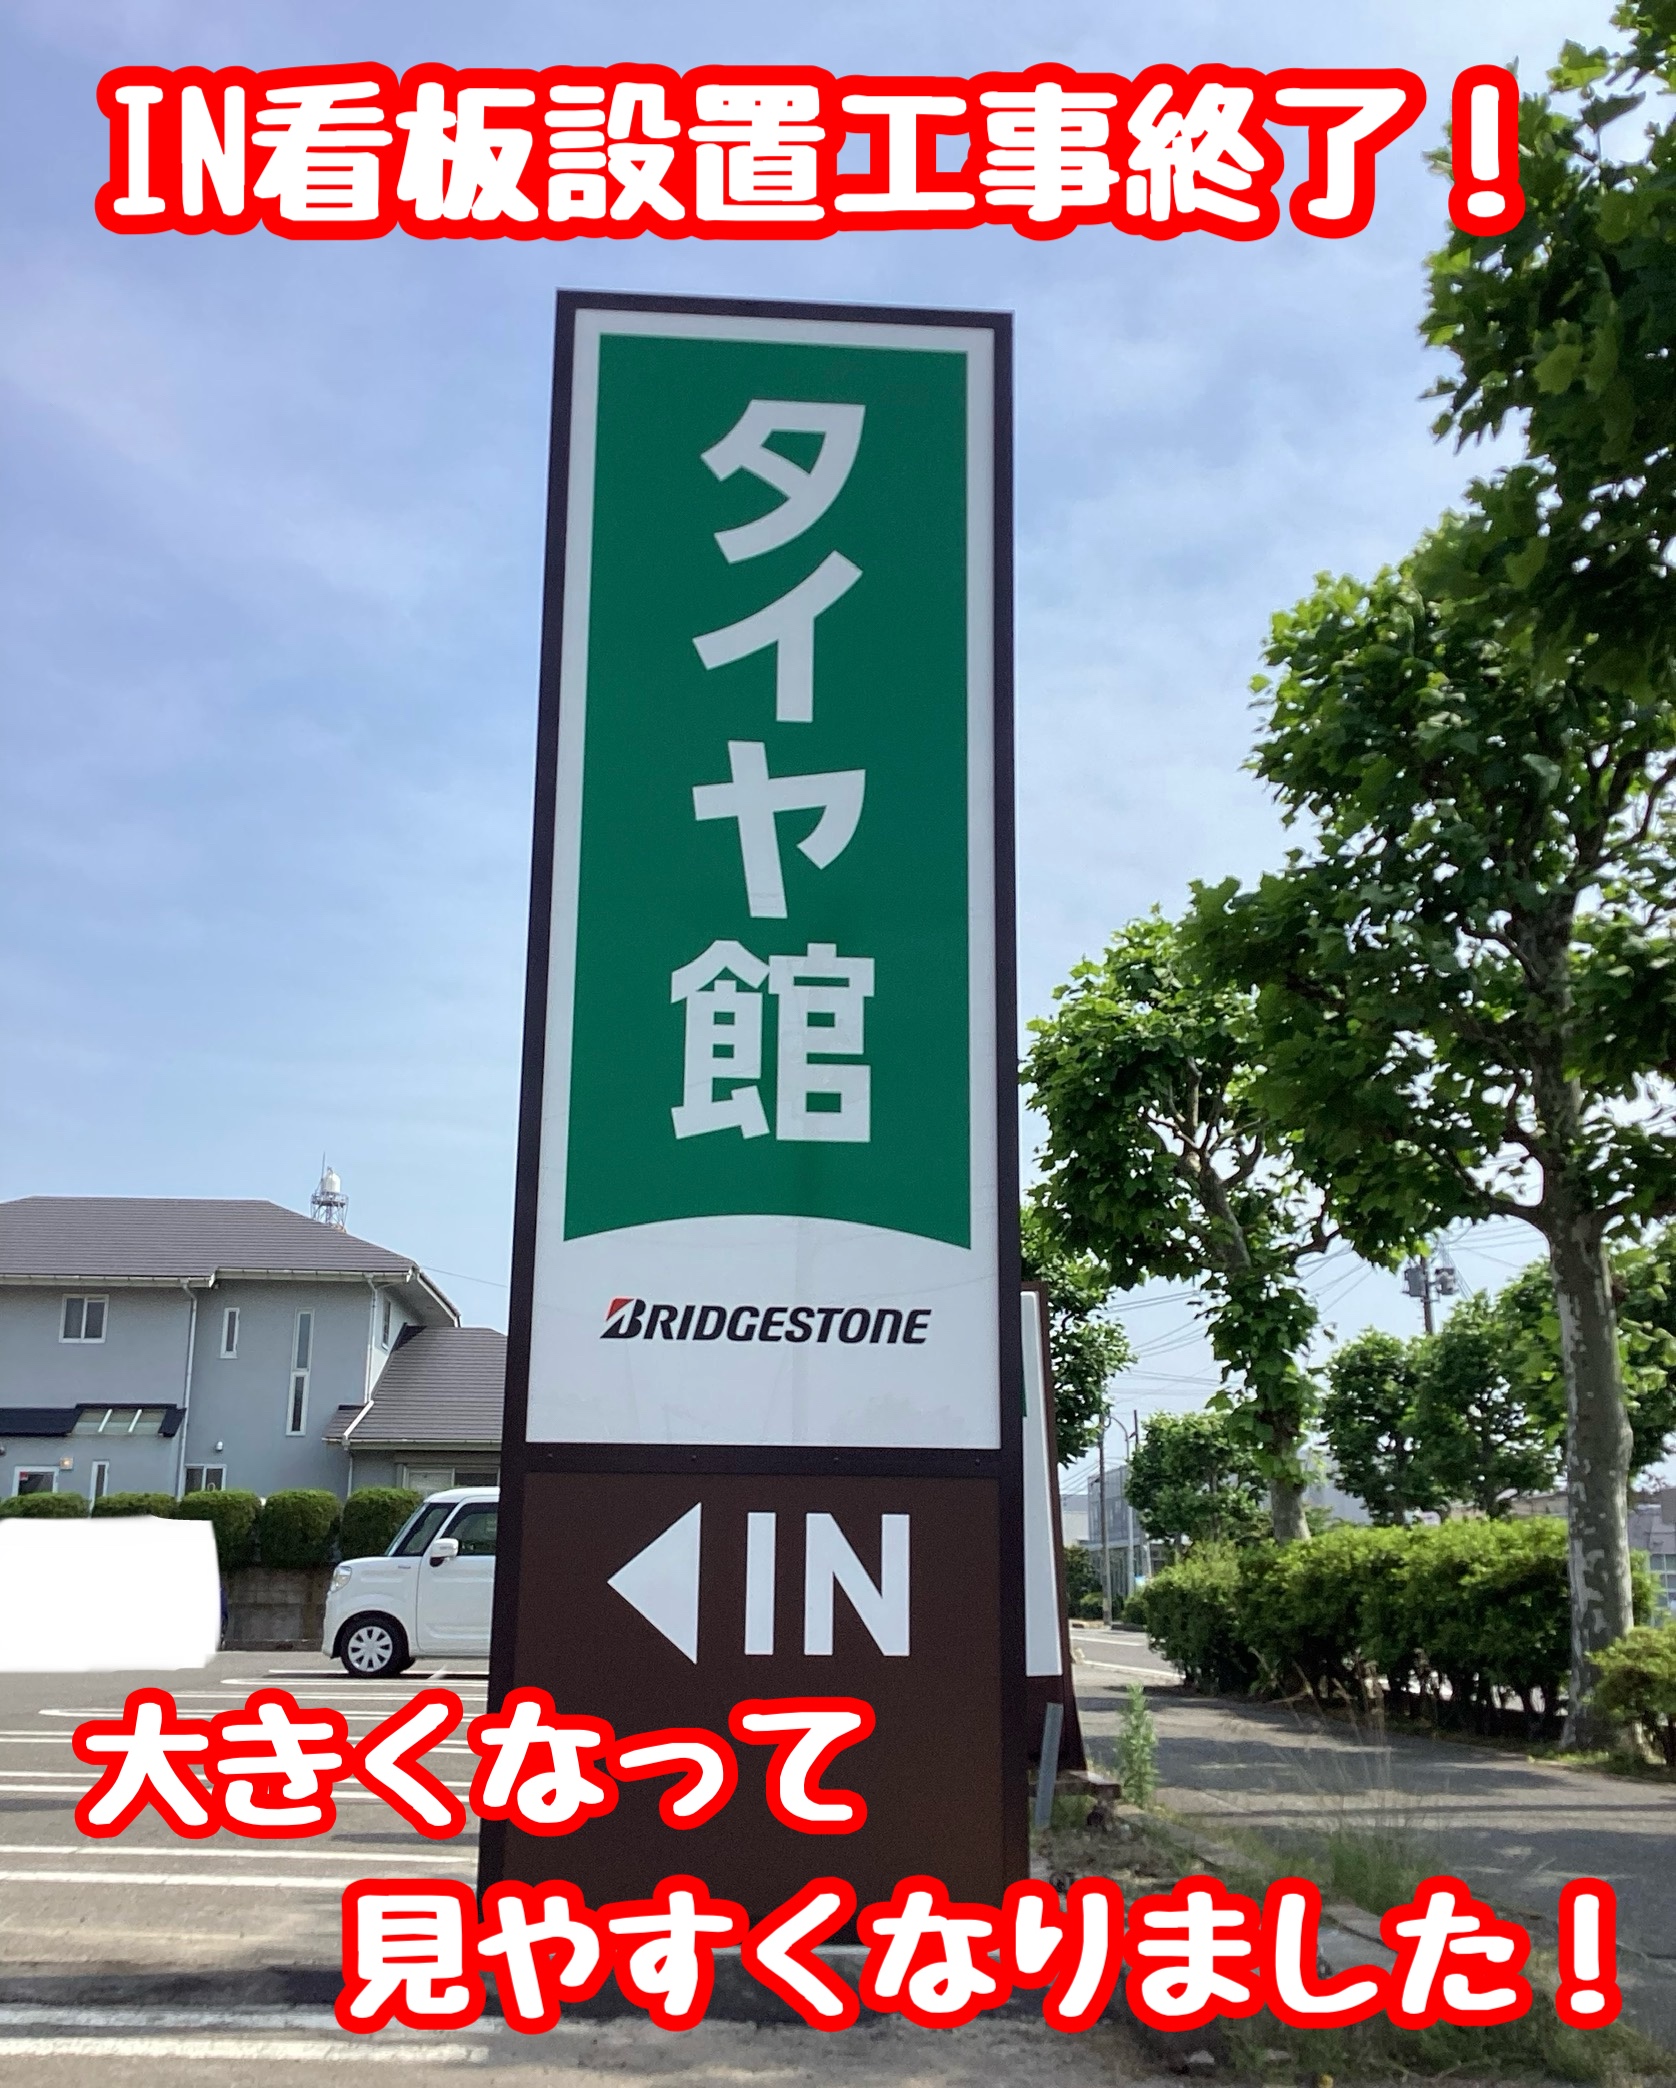 IN看板設置工事終了！
タイヤ館
BRIDGESTONE
◀IN
大きくなって
見やすくなりました！